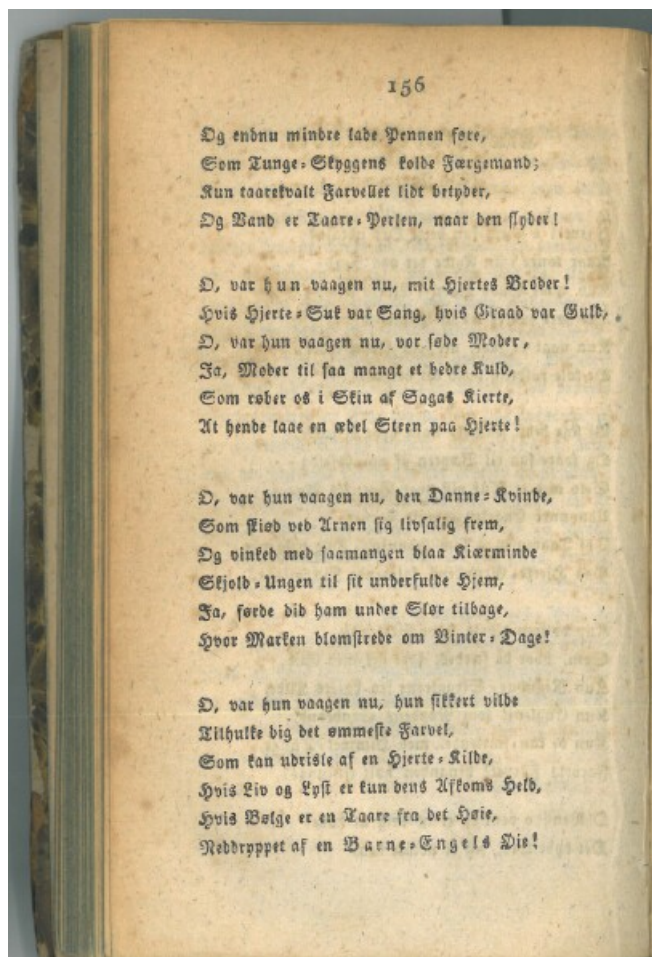 156
Og endnu mindre lade Pennen føre,
Som Tunge-Skyggens kolde Færgemand;
Kun taarekvalt Farvellet lidt betyder,
Og Vand er Taare-Perlen, naar den flyder!
O, var hun vaagen nu, mit Hjertes Broder!
Hvis Hjerte-Suk var Sang, hvis Graad var Guld,
O, var hun vaagen nu, vor søde Moder,
Ja, Moder til saa mangt et bedre Kuld,
Som røber os i Skin af Sagas Kierte,
At hende laae en ædel Steen paa Hjerte!
O, var hun vaagen nu, den Danne-Kvinde,
Som skiød ved Arnen sig livsalig frem,
Og vinked med saamangen blaa Kiærminde
Skjold-Ungen til sit underfulde Hjem,
Ja, førde did ham under Slør tilbage,
Hvor Marken blomstrede om Vinter-Dage!
O, var hun vaagen nu, hun sikkert vilde
Tilhulke dig det ømmeste Farvel,
Som kan udrisle af en Hjerte-Kilde,
Hvis Liv og Lyst er kun dens Afkoms Held,
Hvis Bølge er en Taare fra det Høie,
Neddryppet af en Barne-Engels Øie!